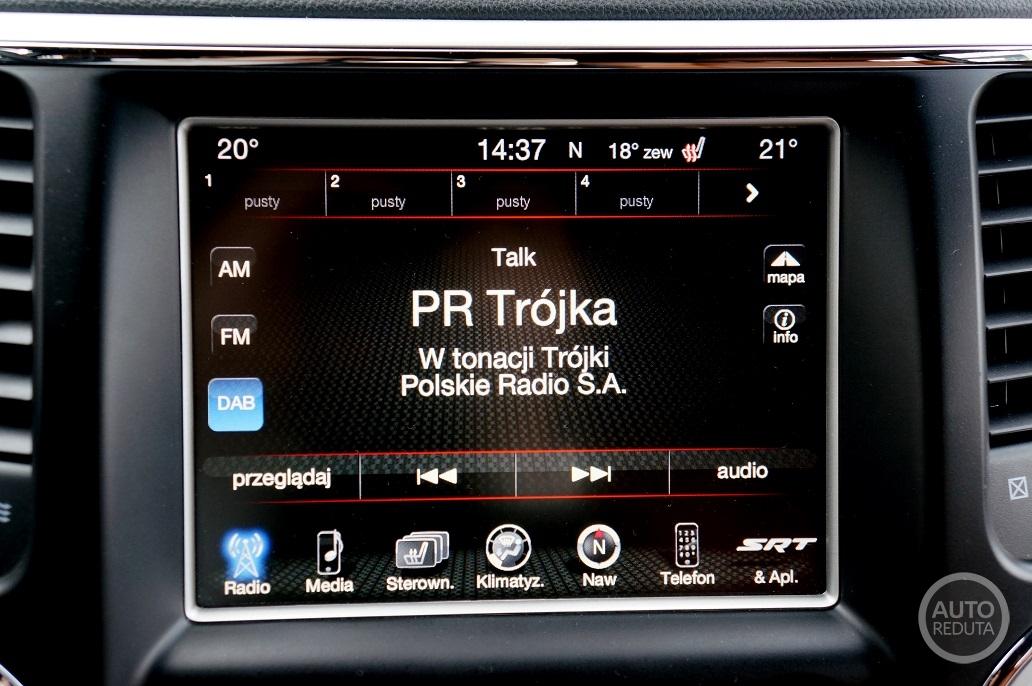 20° 14:37 N 18° zew 21°
1 2 3 4
pusty pusty pusty pusty
Talk
AM
mapa
PR Trójka
FM
info
W tonacji Trójki
DAB
Polskie Radio S.A.
przeglądaj audio
N
SRT
Radio Media Sterown. Klimatyz. Naw Telefon & Apl.
AUTO
REDUTA